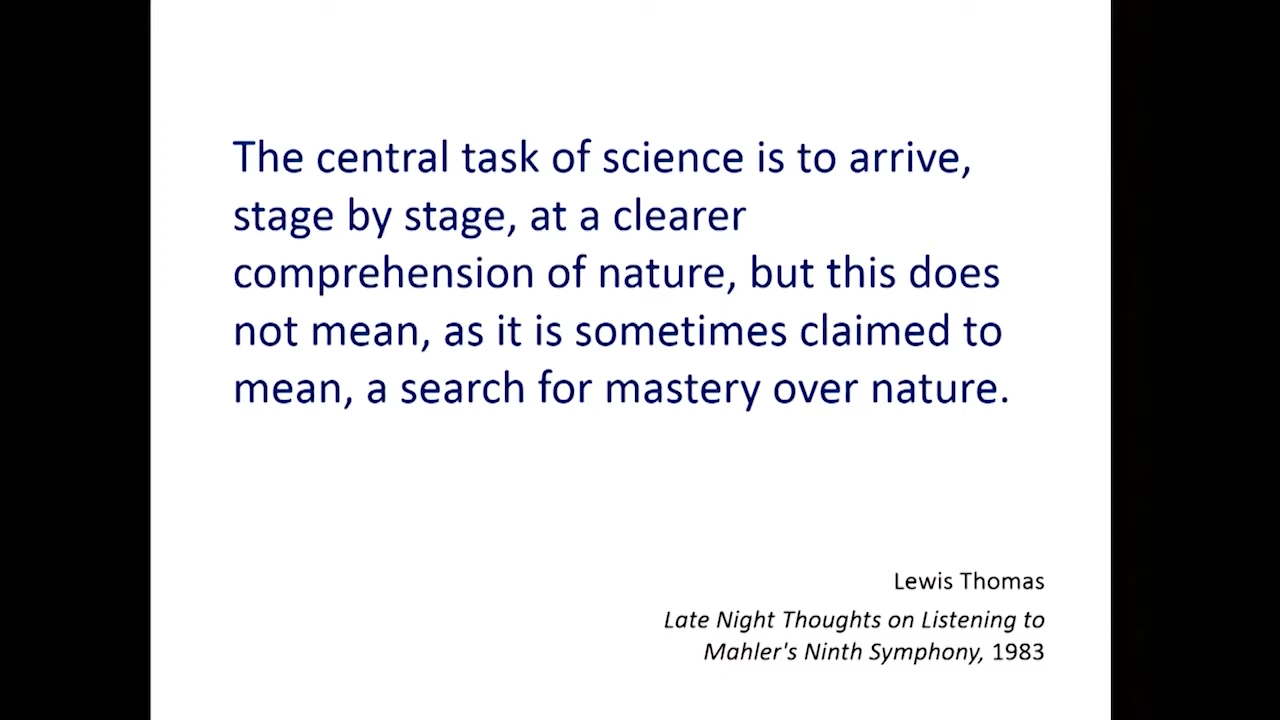 The central task of science is to arrive,
stage by stage, at a clearer
comprehension of nature, but this does
not mean, as it is sometimes claimed to
mean, a search for mastery over nature.
Lewis Thomas
Late Night Thoughts on Listening to
Mahler's Ninth Symphony, 1983